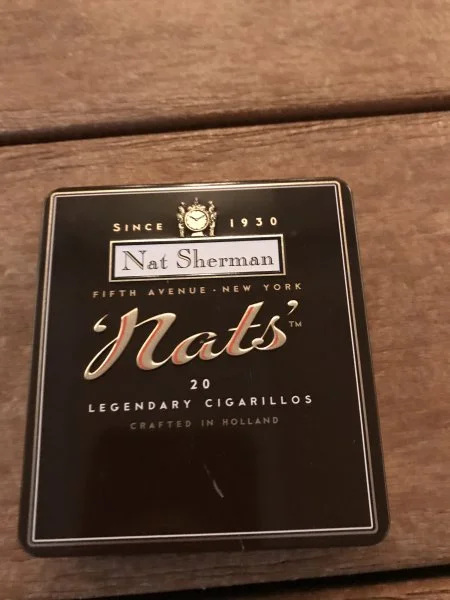 SINCE 1930
Nat Sherman
FIFTH AVENUE · NEW YORK
'Nats'™
20
LEGENDARY CIGARILLOS
CRAFTED IN HOLLAND